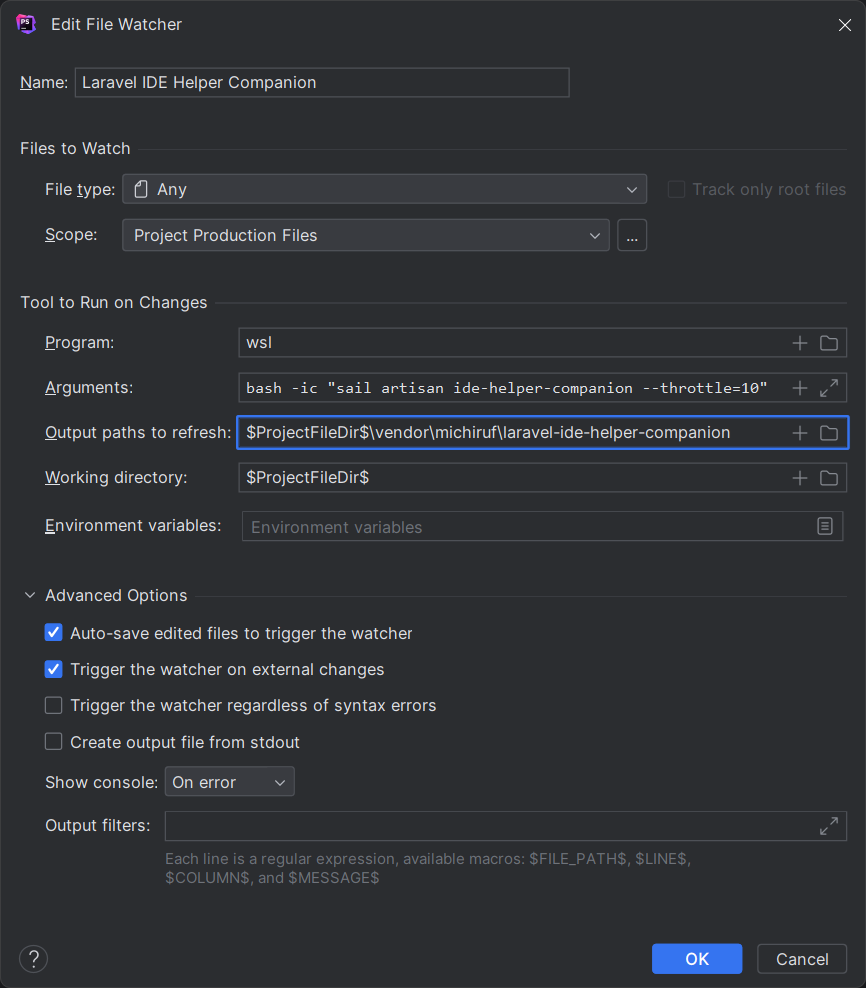 PS
Edit File Watcher
Name: Laravel IDE Helper Companion
Files to Watch
File type: Any
Track only root files
Scope: Project Production Files
...
Tool to Run on Changes
Program: wsl
Arguments: bash -ic "sail artisan ide-helper-companion --throttle=10"
Output paths to refresh: $ProjectFileDir$\vendor\michiruf\laravel-ide-helper-companion
Working directory: $ProjectFileDir$
Environment variables: Environment variables
Advanced Options
Auto-save edited files to trigger the watcher
Trigger the watcher on external changes
Trigger the watcher regardless of syntax errors
Create output file from stdout
Show console: On error
Output filters:
Each line is a regular expression, available macros: $FILE_PATH$, $LINE$,
$COLUMN$, and $MESSAGE$
?
OK
Cancel